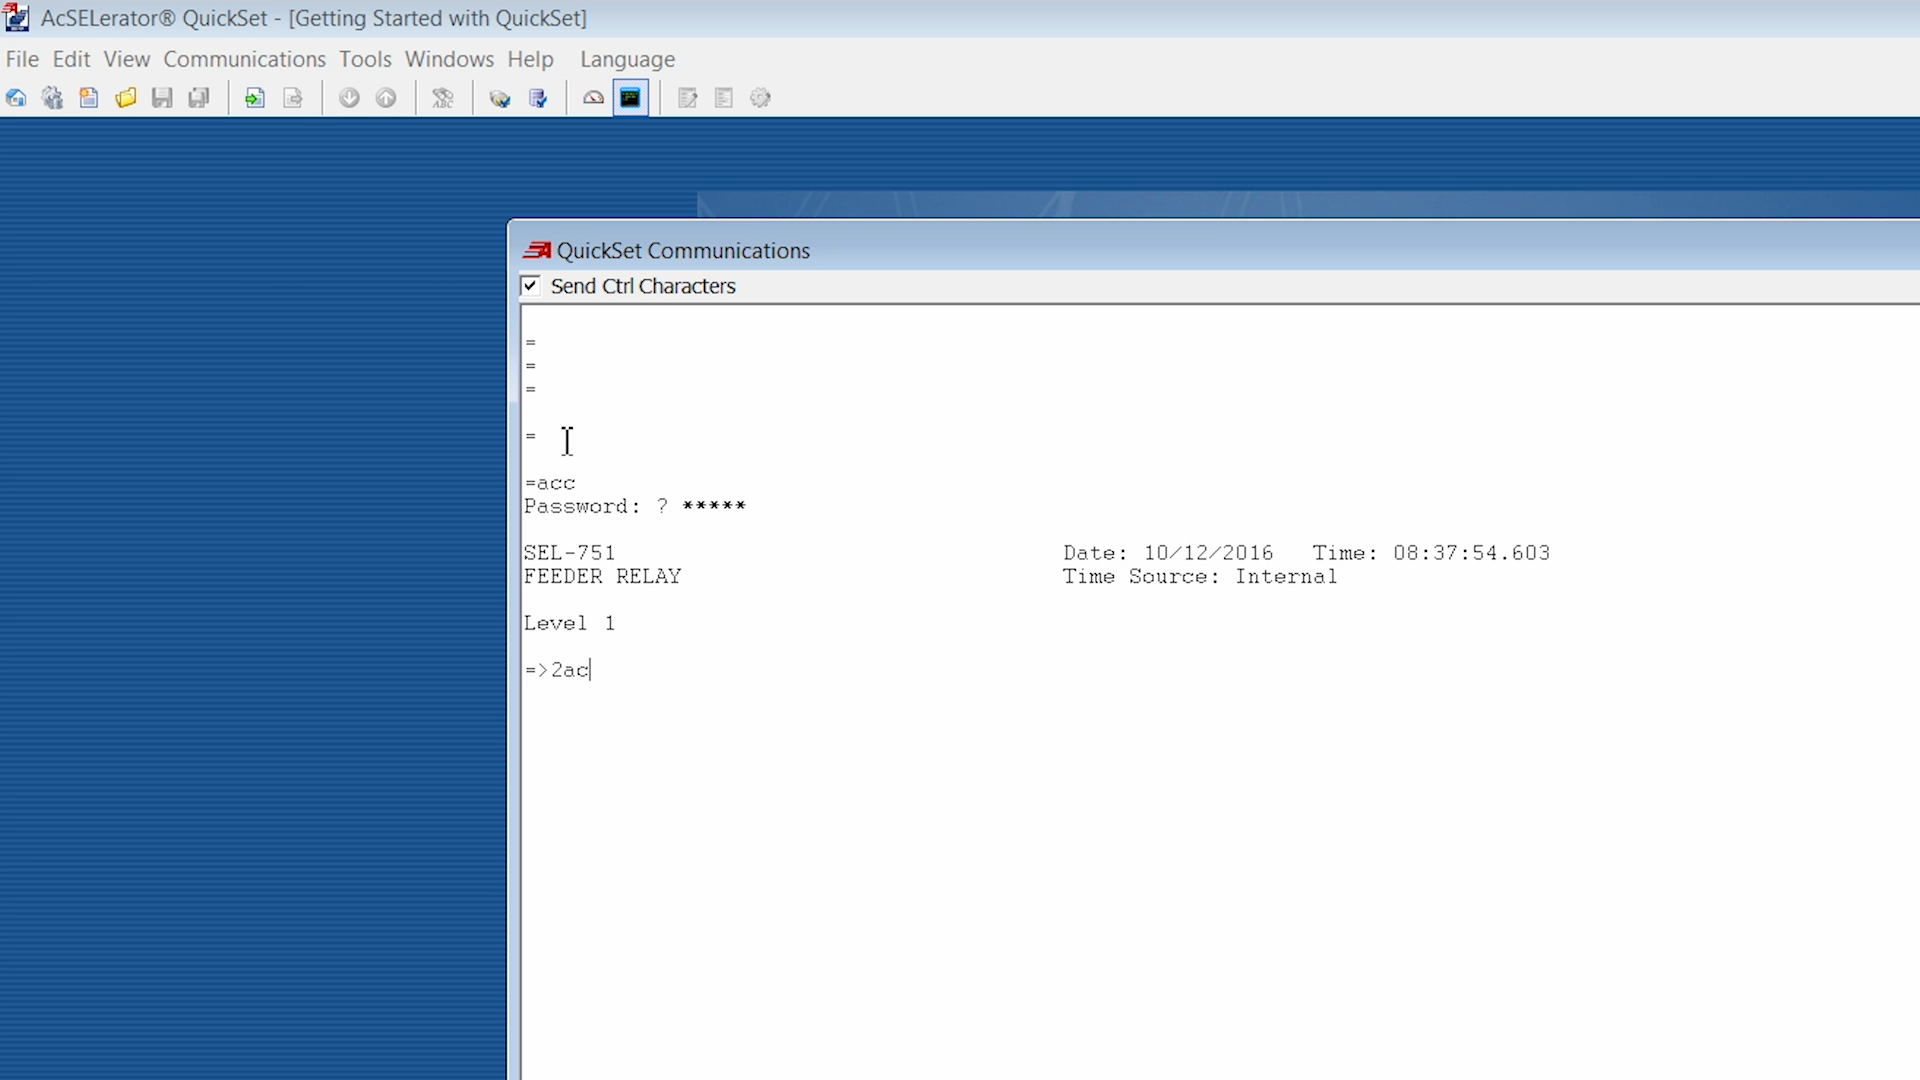 AcSELerator® QuickSet - [Getting Started with QuickSet]
File Edit View Communications Tools Windows Help Language
QuickSet Communications
Send Ctrl Characters
=
=
=
=
=acc
Password: ? *****
SEL-751 Date: 10/12/2016 Time: 08:37:54.603
FEEDER RELAY Time Source: Internal
Level 1
=>2ac